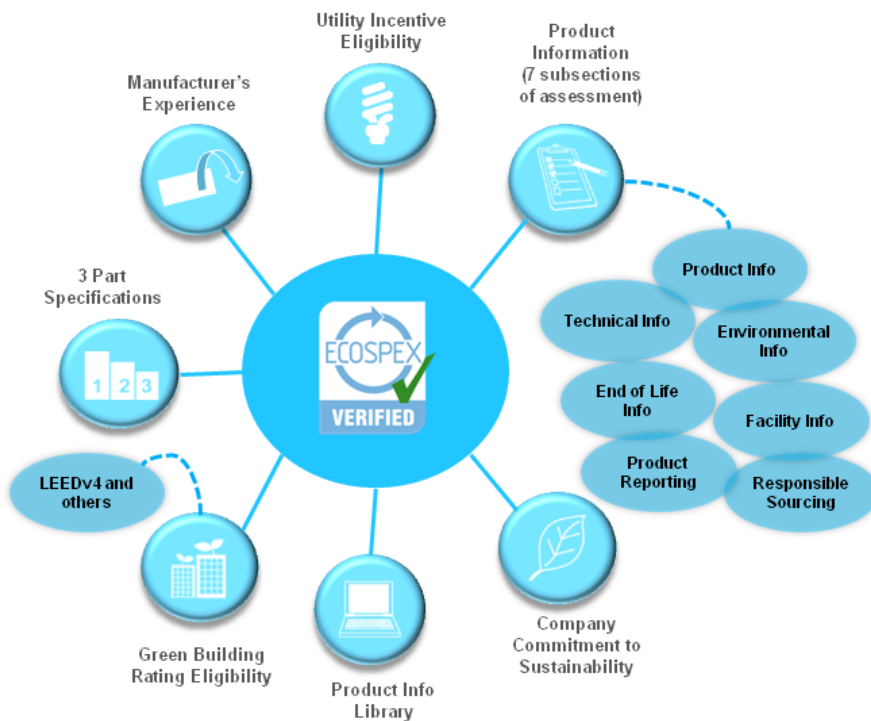 Utility Incentive
Eligibility
Product
Information
(7 subsections
of assessment)
Manufacturer's
Experience
Product Info
Technical Info
Environmental
Info
3 Part
Specifications
1 2 3
ECOSPEX
VERIFIED
End of Life
Info
Facility Info
Product
Reporting
Responsible
Sourcing
LEEDv4 and
others
Green Building
Rating Eligibility
Product Info
Library
Company
Commitment to
Sustainability